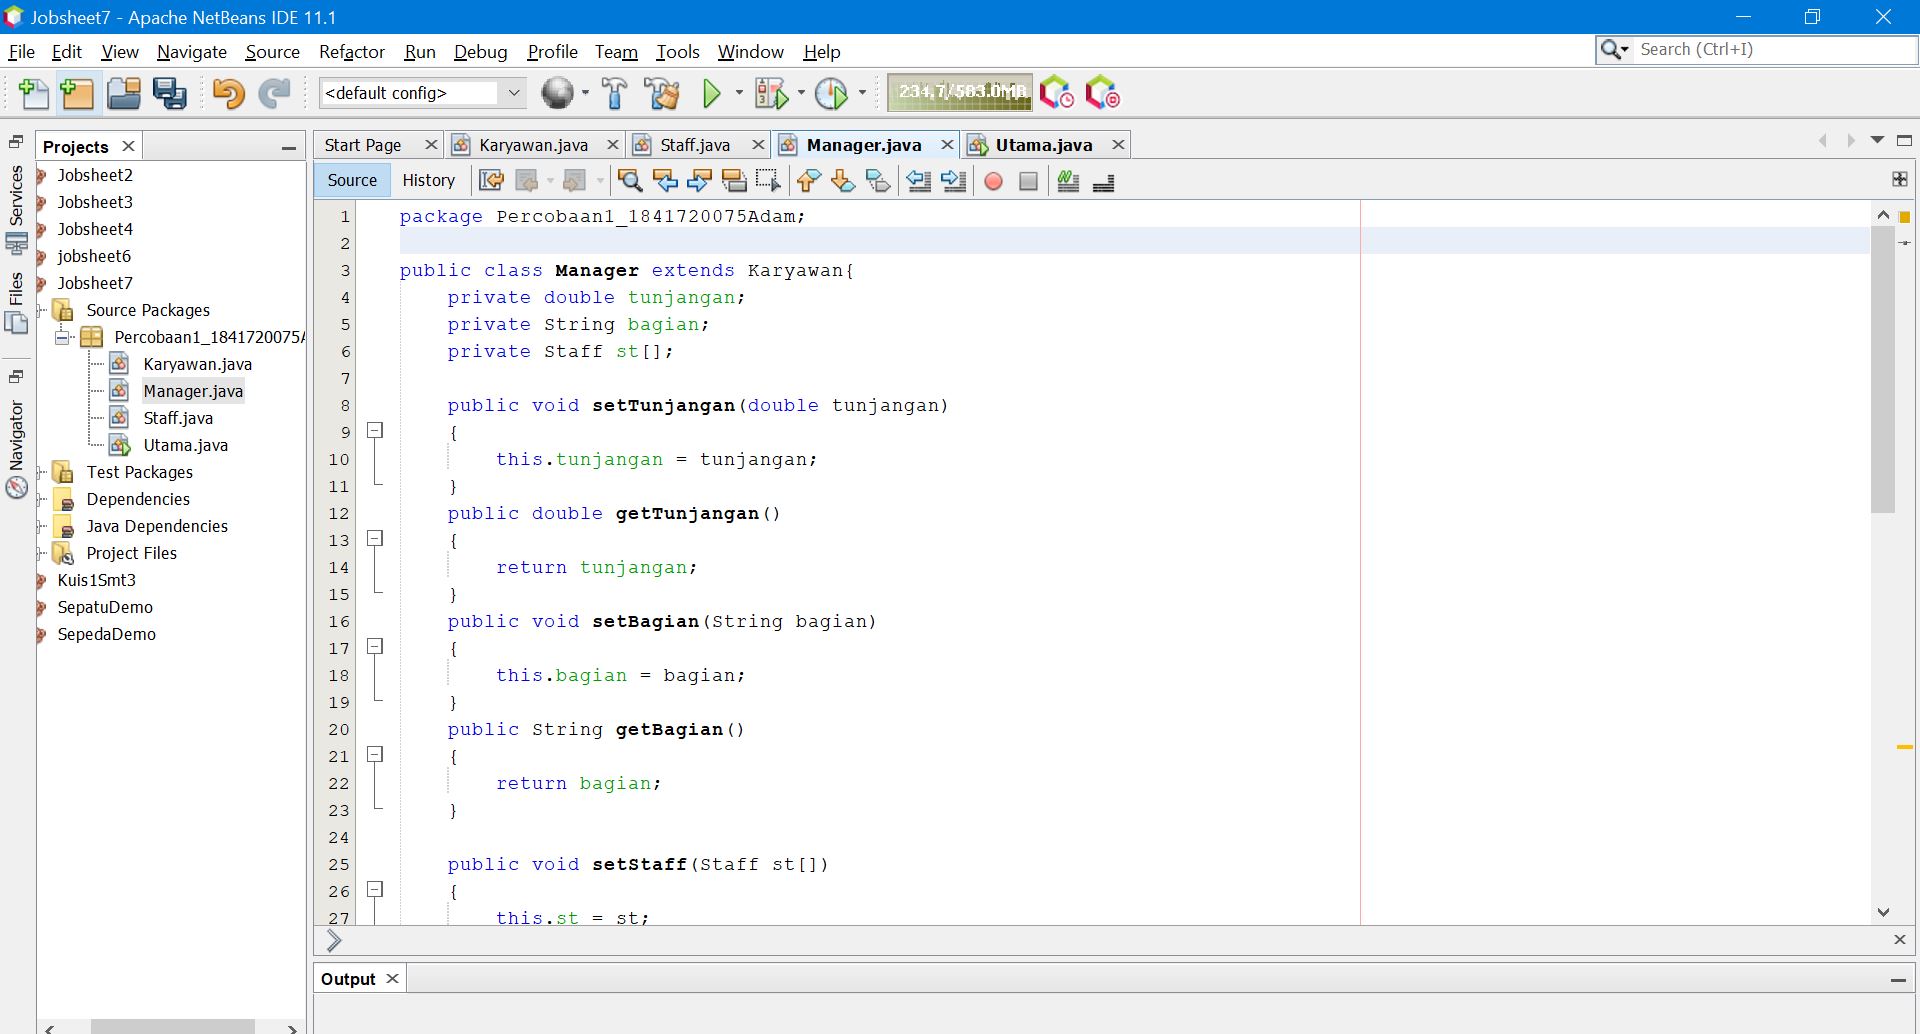 Jobsheet7 - Apache NetBeans IDE 11.1
File Edit View Navigate Source Refactor Run Debug Profile Team Tools Window Help
Search (Ctrl+I)
<default config>
234,7/583.0MB
Services
Files
Navigator
Projects
Jobsheet2
Jobsheet3
Jobsheet4
jobsheet6
Jobsheet7
Source Packages
Percobaan1_1841720075A
Karyawan.java
Manager.java
Staff.java
Utama.java
Test Packages
Dependencies
Java Dependencies
Project Files
Kuis1Smt3
SepatuDemo
SepedaDemo
Start Page Karyawan.java Staff.java Manager.java Utama.java
Source History
1 package Percobaan1_1841720075Adam;
2
3 public class Manager extends Karyawan{
4 private double tunjangan;
5 private String bagian;
6 private Staff st[];
7
8 public void setTunjangan(double tunjangan)
9 {
10 this.tunjangan = tunjangan;
11 }
12 public double getTunjangan()
13 {
14 return tunjangan;
15 }
16 public void setBagian(String bagian)
17 {
18 this.bagian = bagian;
19 }
20 public String getBagian()
21 {
22 return bagian;
23 }
24
25 public void setStaff(Staff st[])
26 {
27 this.st = st;
Output